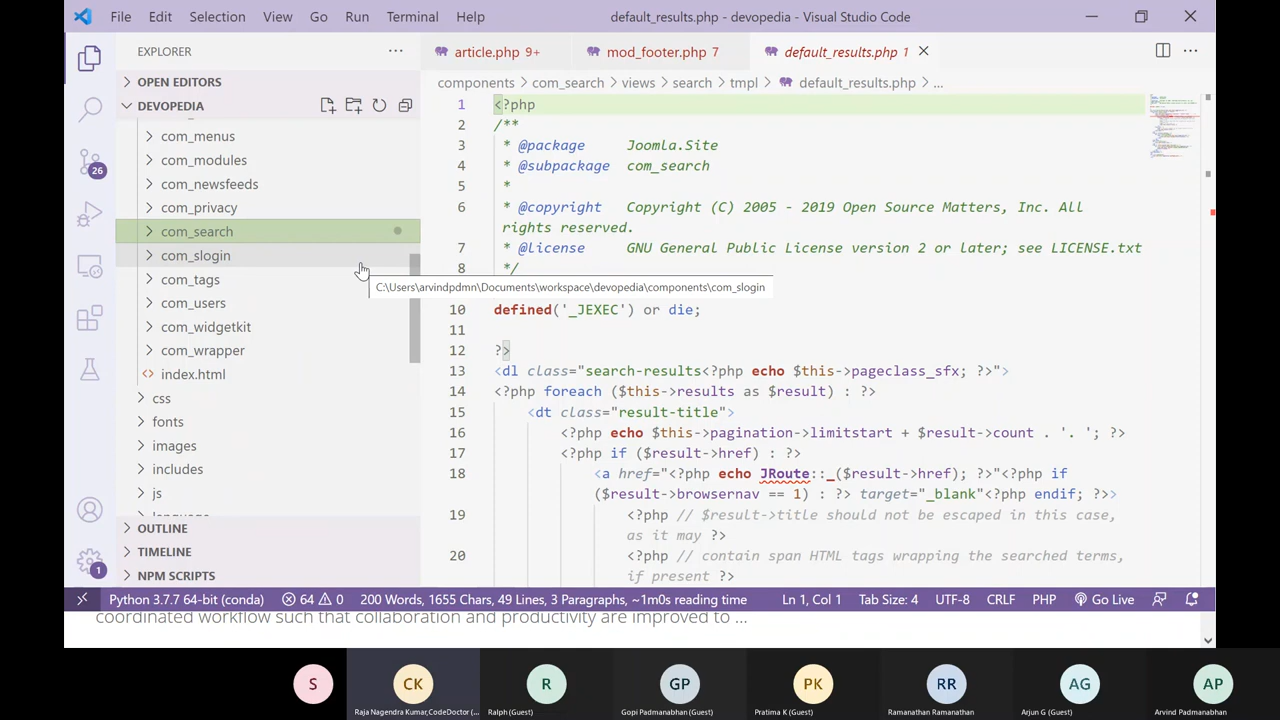 File Edit Selection View Go Run Terminal Help default_results.php - devopedia - Visual Studio Code
EXPLORER
article.php 9+ mod_footer.php 7 default_results.php 1
OPEN EDITORS
DEVOPEDIA
com_menus
com_modules
com_newsfeeds
com_privacy
com_search
com_slogin
com_tags
com_users
com_widgetkit
com_wrapper
<> index.html
css
fonts
images
includes
js
OUTLINE
TIMELINE
NPM SCRIPTS
26
1
components > com_search > views > search > tmpl > default_results.php > ...
1 <?php
2 /**
3 * @package Joomla.Site
4 * @subpackage com_search
5 *
6 * @copyright Copyright (C) 2005 - 2019 Open Source Matters, Inc. All
rights reserved.
7 * @license GNU General Public License version 2 or later; see LICENSE.txt
8 */
C:\Users\arvindpdmn\Documents\workspace\devopedia\components\com_slogin
10 defined('_JEXEC') or die;
11
12 ?>
13 <dl class="search-results<?php echo $this->pageclass_sfx; ?>">
14 <?php foreach ($this->results as $result) : ?>
15 <dt class="result-title">
16 <?php echo $this->pagination->limitstart + $result->count . '. '; ?>
17 <?php if ($result->href) : ?>
18 <a href="<?php echo JRoute::_($result->href); ?>"<?php if
($result->browsernav == 1) : ?> target="_blank"<?php endif; ?>>
19 <?php // $result->title should not be escaped in this case,
as it may ?>
20 <?php // contain span HTML tags wrapping the searched terms,
if present ?>
Python 3.7.7 64-bit (conda) 64 0 200 Words, 1655 Chars, 49 Lines, 3 Paragraphs, ~1m0s reading time Ln 1, Col 1 Tab Size: 4 UTF-8 CRLF PHP Go Live
coordinated workflow such that collaboration and productivity are improved to ...
S CK R GP PK RR AG AP
Raja Nagendra Kumar,CodeDoctor (... Ralph (Guest) Gopi Padmanabhan (Guest) Pratima K (Guest) Ramanathan Ramanathan Arjun G (Guest) Arvind Padmanabhan